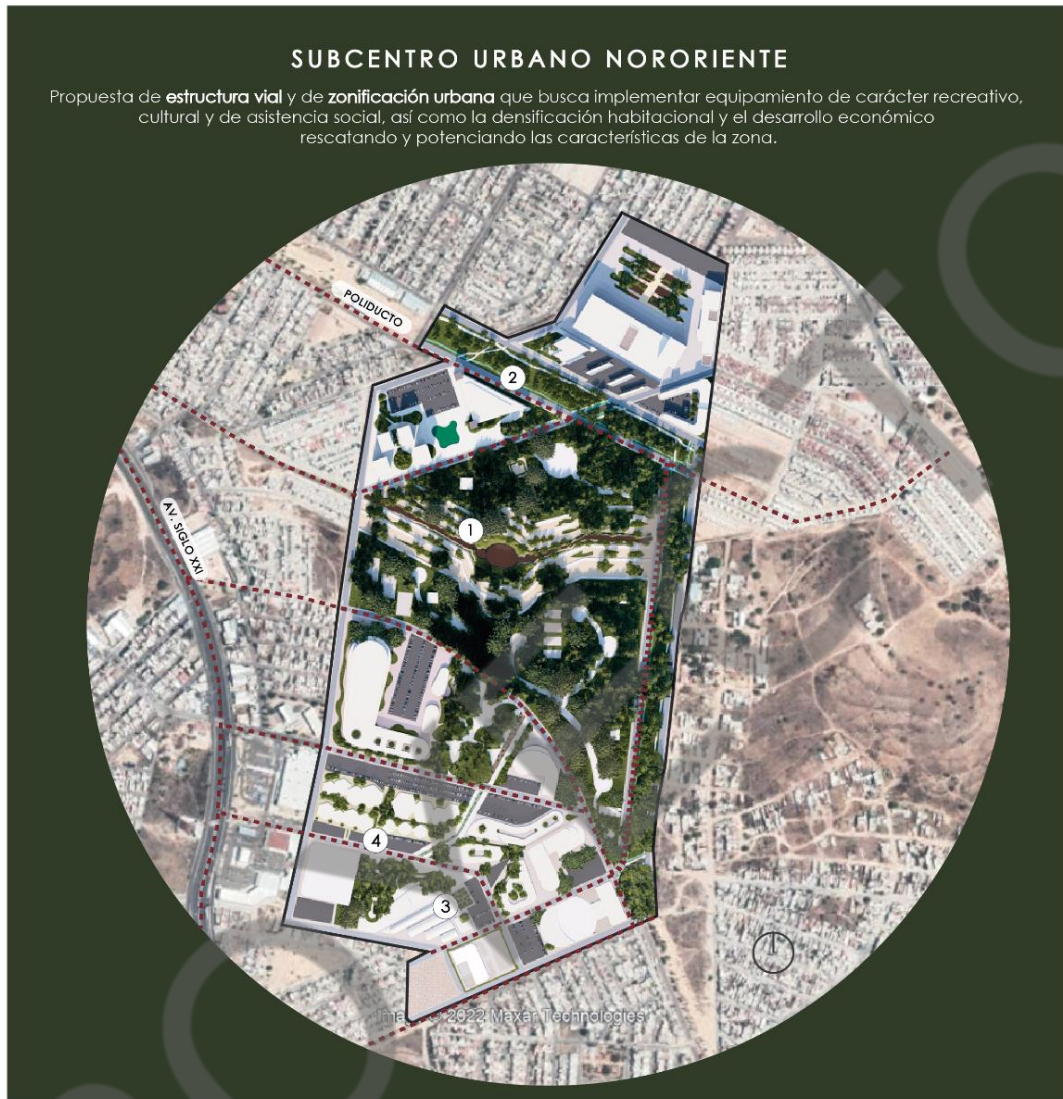 SUBCENTRO URBANO NORORIENTE
Propuesta de estructura vial y de zonificación urbana que busca implementar equipamiento de carácter recreativo,
cultural y de asistencia social, así como la densificación habitacional y el desarrollo económico
rescatando y potenciando las características de la zona.
POLIDUCTO
2
1
AV. SIGLO XXI
4
3
2022 Maxar Technologies